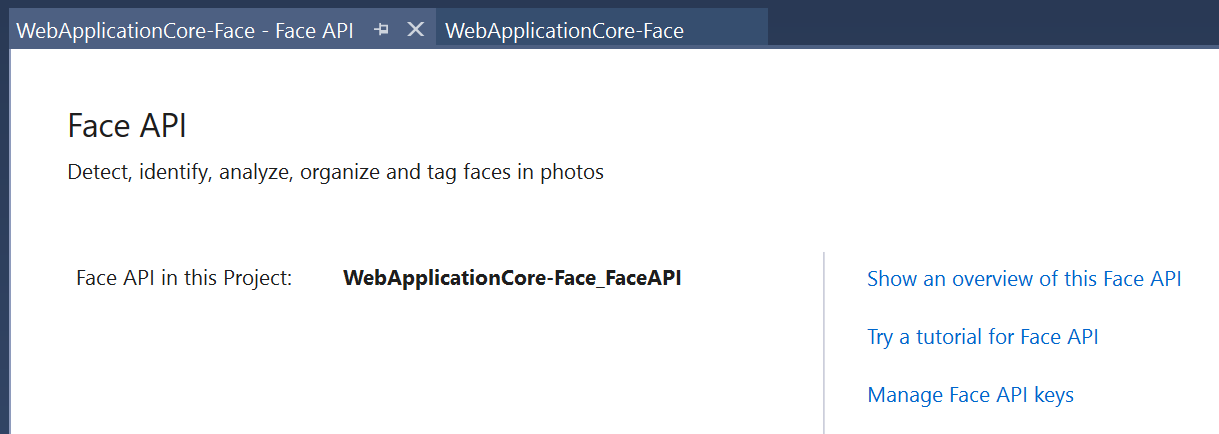 WebApplicationCore-Face - Face API
WebApplicationCore-Face
Face API
Detect, identify, analyze, organize and tag faces in photos
Face API in this Project:
WebApplicationCore-Face_FaceAPI
Show an overview of this Face API
Try a tutorial for Face API
Manage Face API keys